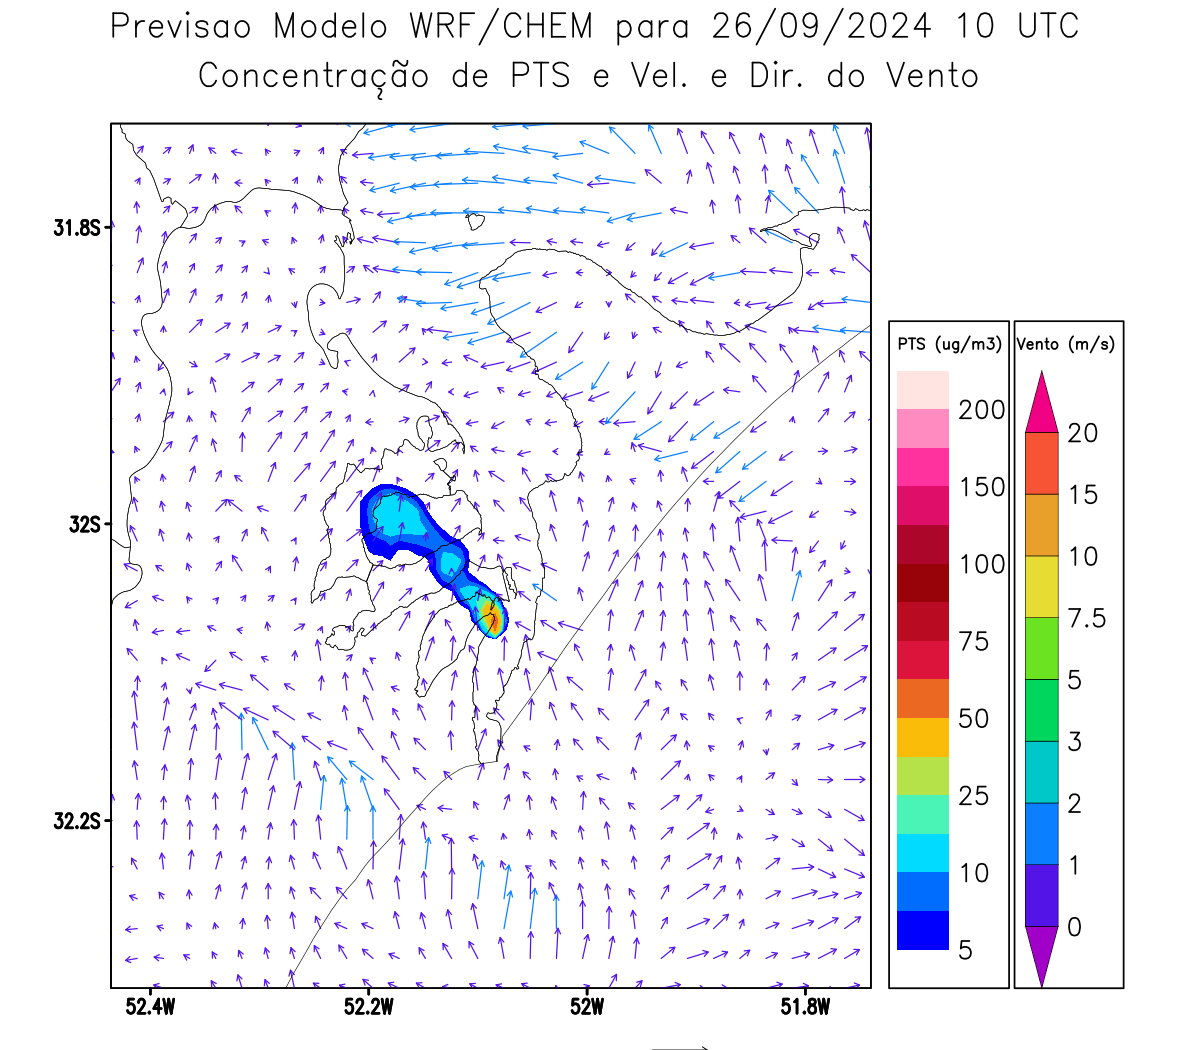 Previsao Modelo WRF/CHEM para 26/09/2024 10 UTC
Concentração de PTS e Vel. e Dir. do Vento
31.8S
32S
32.2S
52.4W
52.2W
52W
51.8W
PTS (ug/m3)
200
150
100
75
50
25
10
5
Vento (m/s)
20
15
10
7.5
5
3
2
1
0